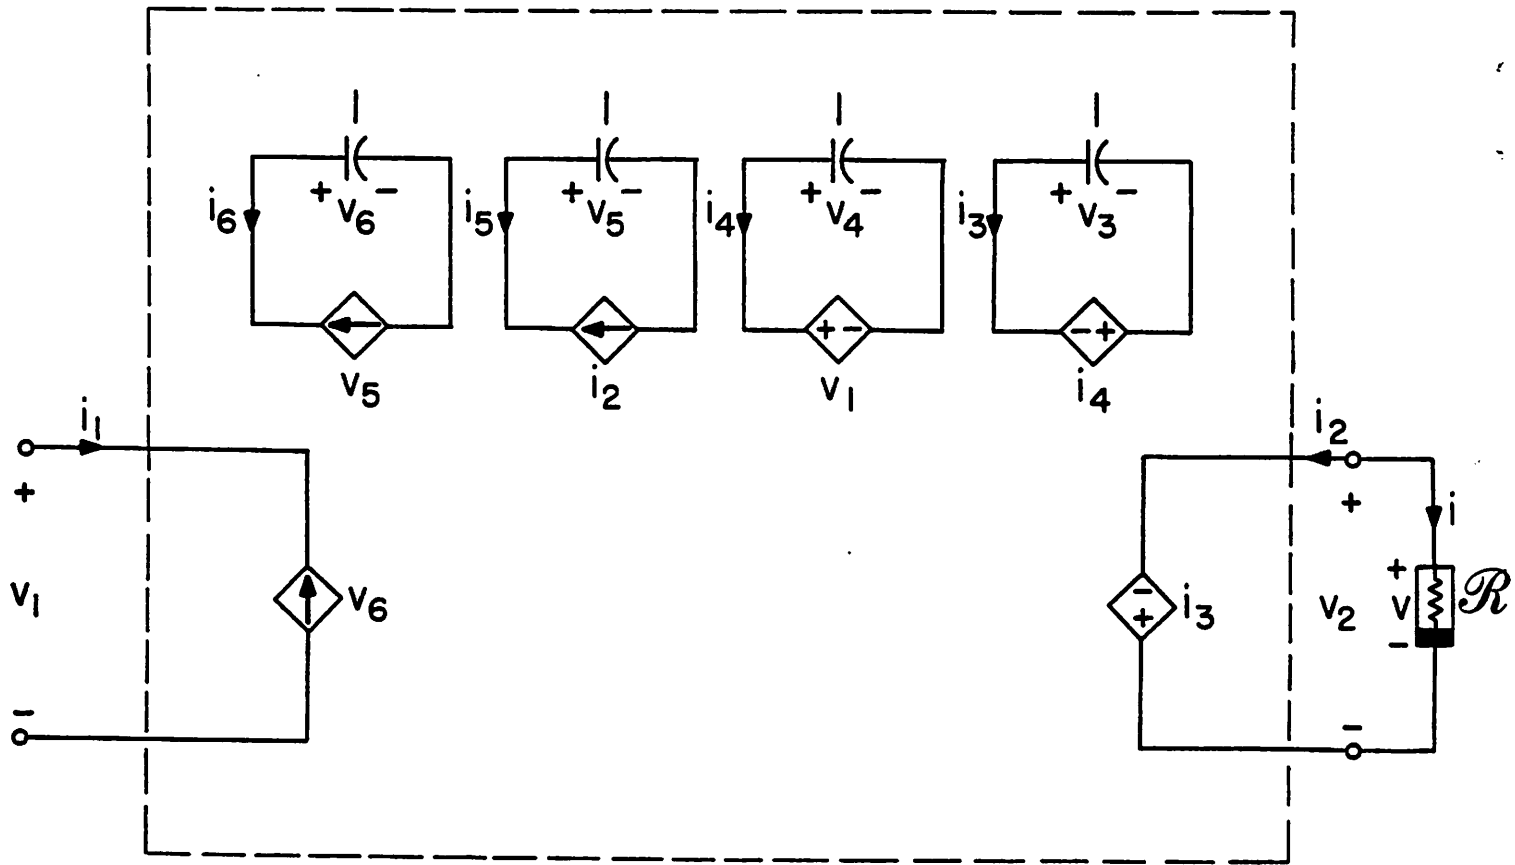 1 1 1 1
i6 + v6 − i5 + v5 − i4 + v4 − i3 + v3 −
+ − − +
v5 i2 v1 i4
i1 i2
+ + i
v1 v6 − + i3 v2 + v − ℛ
− −